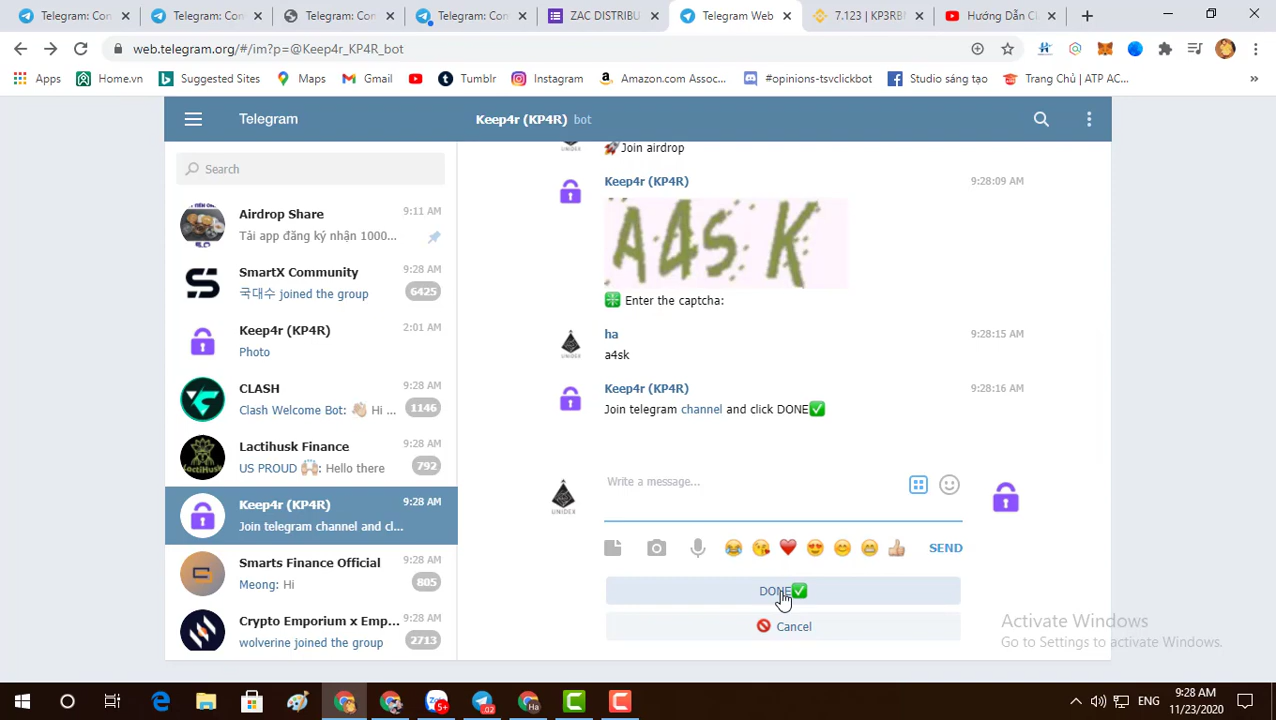 Telegram: Con
Telegram: Con
Telegram: Con
Telegram: Con
ZAC DISTRIBU
Telegram Web
7.123 | KP3RBN
Hướng Dẫn Ch
web.telegram.org/#/im?p=@Keep4r_KP4R_bot
Apps
Home.vn
Suggested Sites
Maps
Gmail
Tumblr
Instagram
Amazon.com Assoc...
#opinions-tsvclickbot
Studio sáng tạo
Trang Chủ | ATP AC...
Telegram
Keep4r (KP4R) bot
Search
Airdrop Share 9:11 AM
Tải app đăng ký nhận 1000...
SmartX Community 9:28 AM
국대수 joined the group 6425
Keep4r (KP4R) 2:01 AM
Photo
CLASH 9:28 AM
Clash Welcome Bot: 👋🏻 Hi ... 1146
Lactihusk Finance 9:28 AM
US PROUD 🙌🏻: Hello there 792
Keep4r (KP4R) 9:28 AM
Join telegram channel and cl...
Smarts Finance Official 9:28 AM
Meong: Hi 805
Crypto Emporium x Emp... 9:28 AM
wolverine joined the group 2713
🚀Join airdrop
Keep4r (KP4R) 9:28:09 AM
A4S K
❇️ Enter the captcha:
ha 9:28:15 AM
a4sk
Keep4r (KP4R) 9:28:16 AM
Join telegram channel and click DONE✅
Write a message...
UNIDEX
SEND
DONE✅
🚫 Cancel
Activate Windows
Go to Settings to activate Windows.
ENG
9:28 AM
11/23/2020